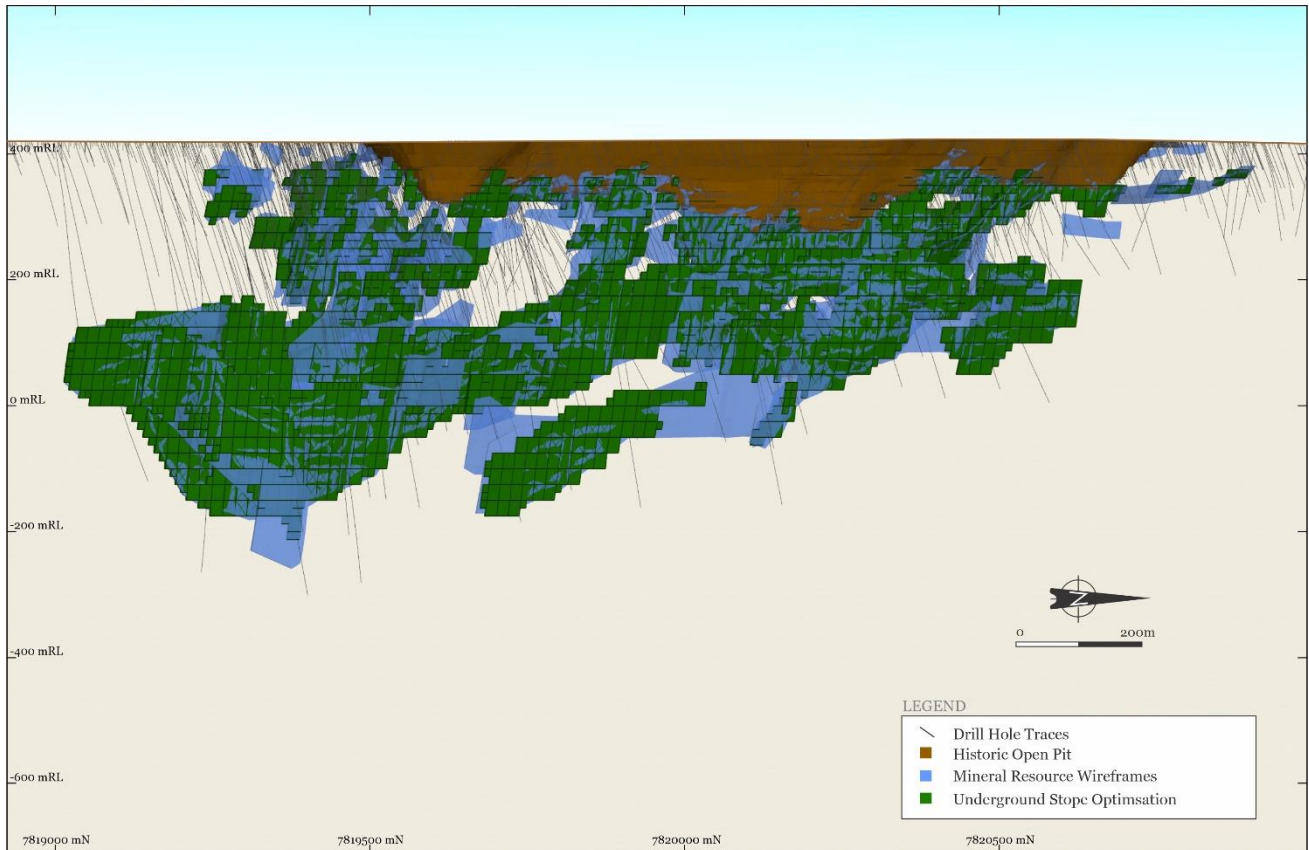 400 mRL
200 mRL
0 mRL
-200 mRL
-400 mRL
-600 mRL
Z
0 200m
LEGEND
Drill Hole Traces
Historic Open Pit
Mineral Resource Wireframes
Underground Stope Optimsation
7819000 mN 7819500 mN 7820000 mN 7820500 mN